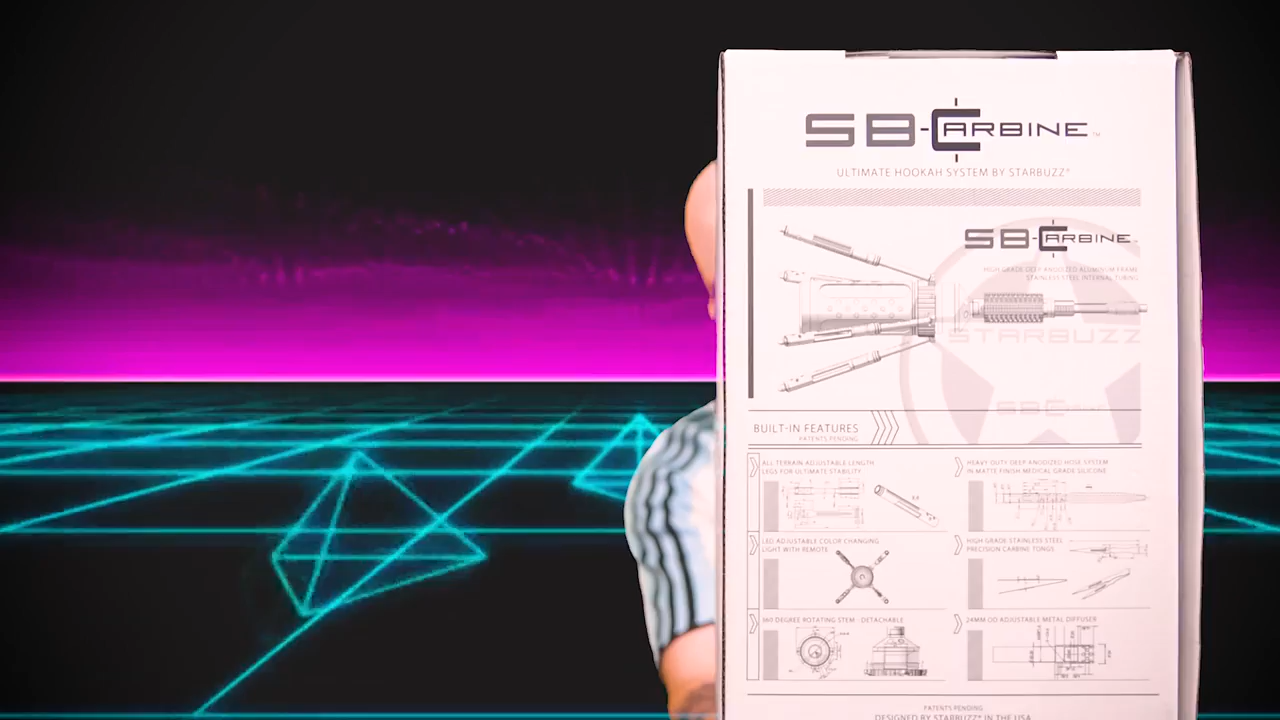 SB-CARBINE™
ULTIMATE HOOKAH SYSTEM BY STARBUZZ®
SB-CARBINE
HIGH GRADE DEEP ANODIZED ALUMINUM FRAME
STAINLESS STEEL INTERNAL TUBING
STARBUZZ
SB-CARBINE
BUILT-IN FEATURES
PATENTS PENDING
ALL TERRAIN ADJUSTABLE LENGTH
LEGS FOR ULTIMATE STABILITY
HEAVY DUTY DEEP ANODIZED HOSE SYSTEM
IN MATTE FINISH MEDICAL GRADE SILICONE
LED ADJUSTABLE COLOR CHANGING
LIGHT WITH REMOTE
HIGH GRADE STAINLESS STEEL
PRECISION CARBINE TONGS
360 DEGREE ROTATING STEM - DETACHABLE
24MM OD ADJUSTABLE METAL DIFFUSER
PATENTS PENDING
DESIGNED BY STARBUZZ® IN THE USA